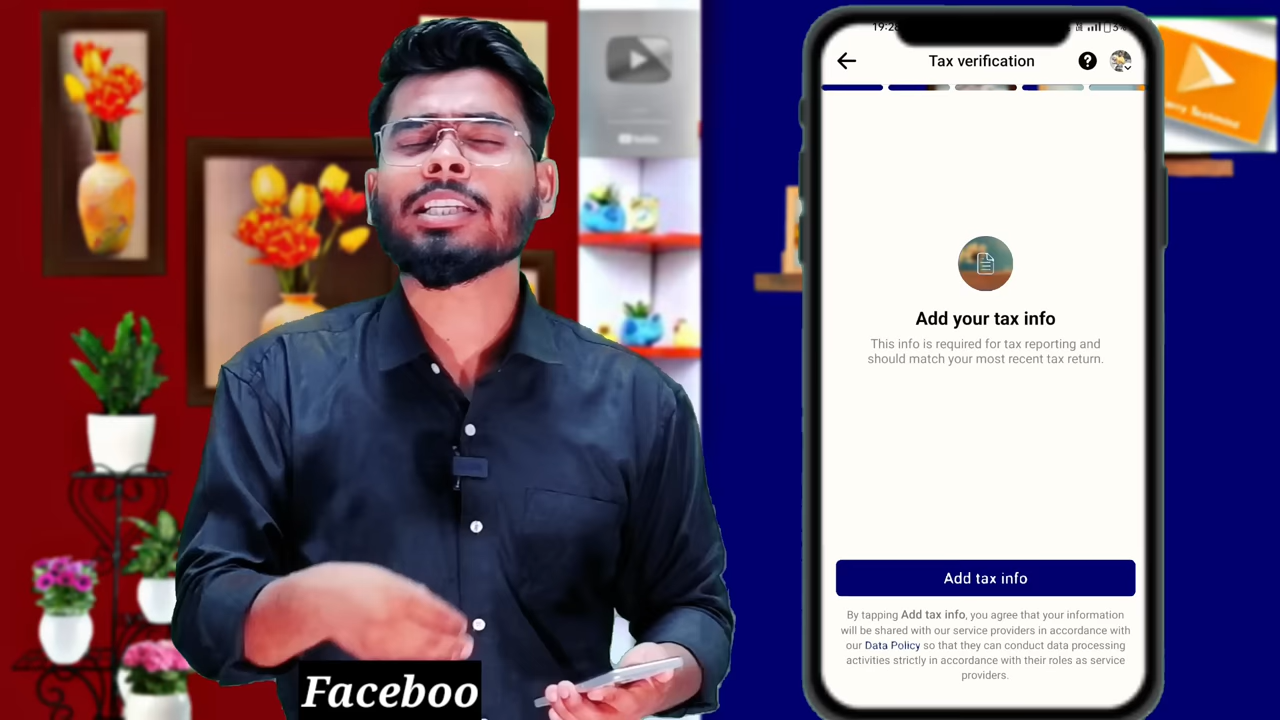 19:28
Tax verification
Add your tax info
This info is required for tax reporting and
should match your most recent tax return.
Add tax info
By tapping Add tax info, you agree that your information
will be shared with our service providers in accordance with
our Data Policy so that they can conduct data processing
activities strictly in accordance with their roles as service
providers.
Faceboo